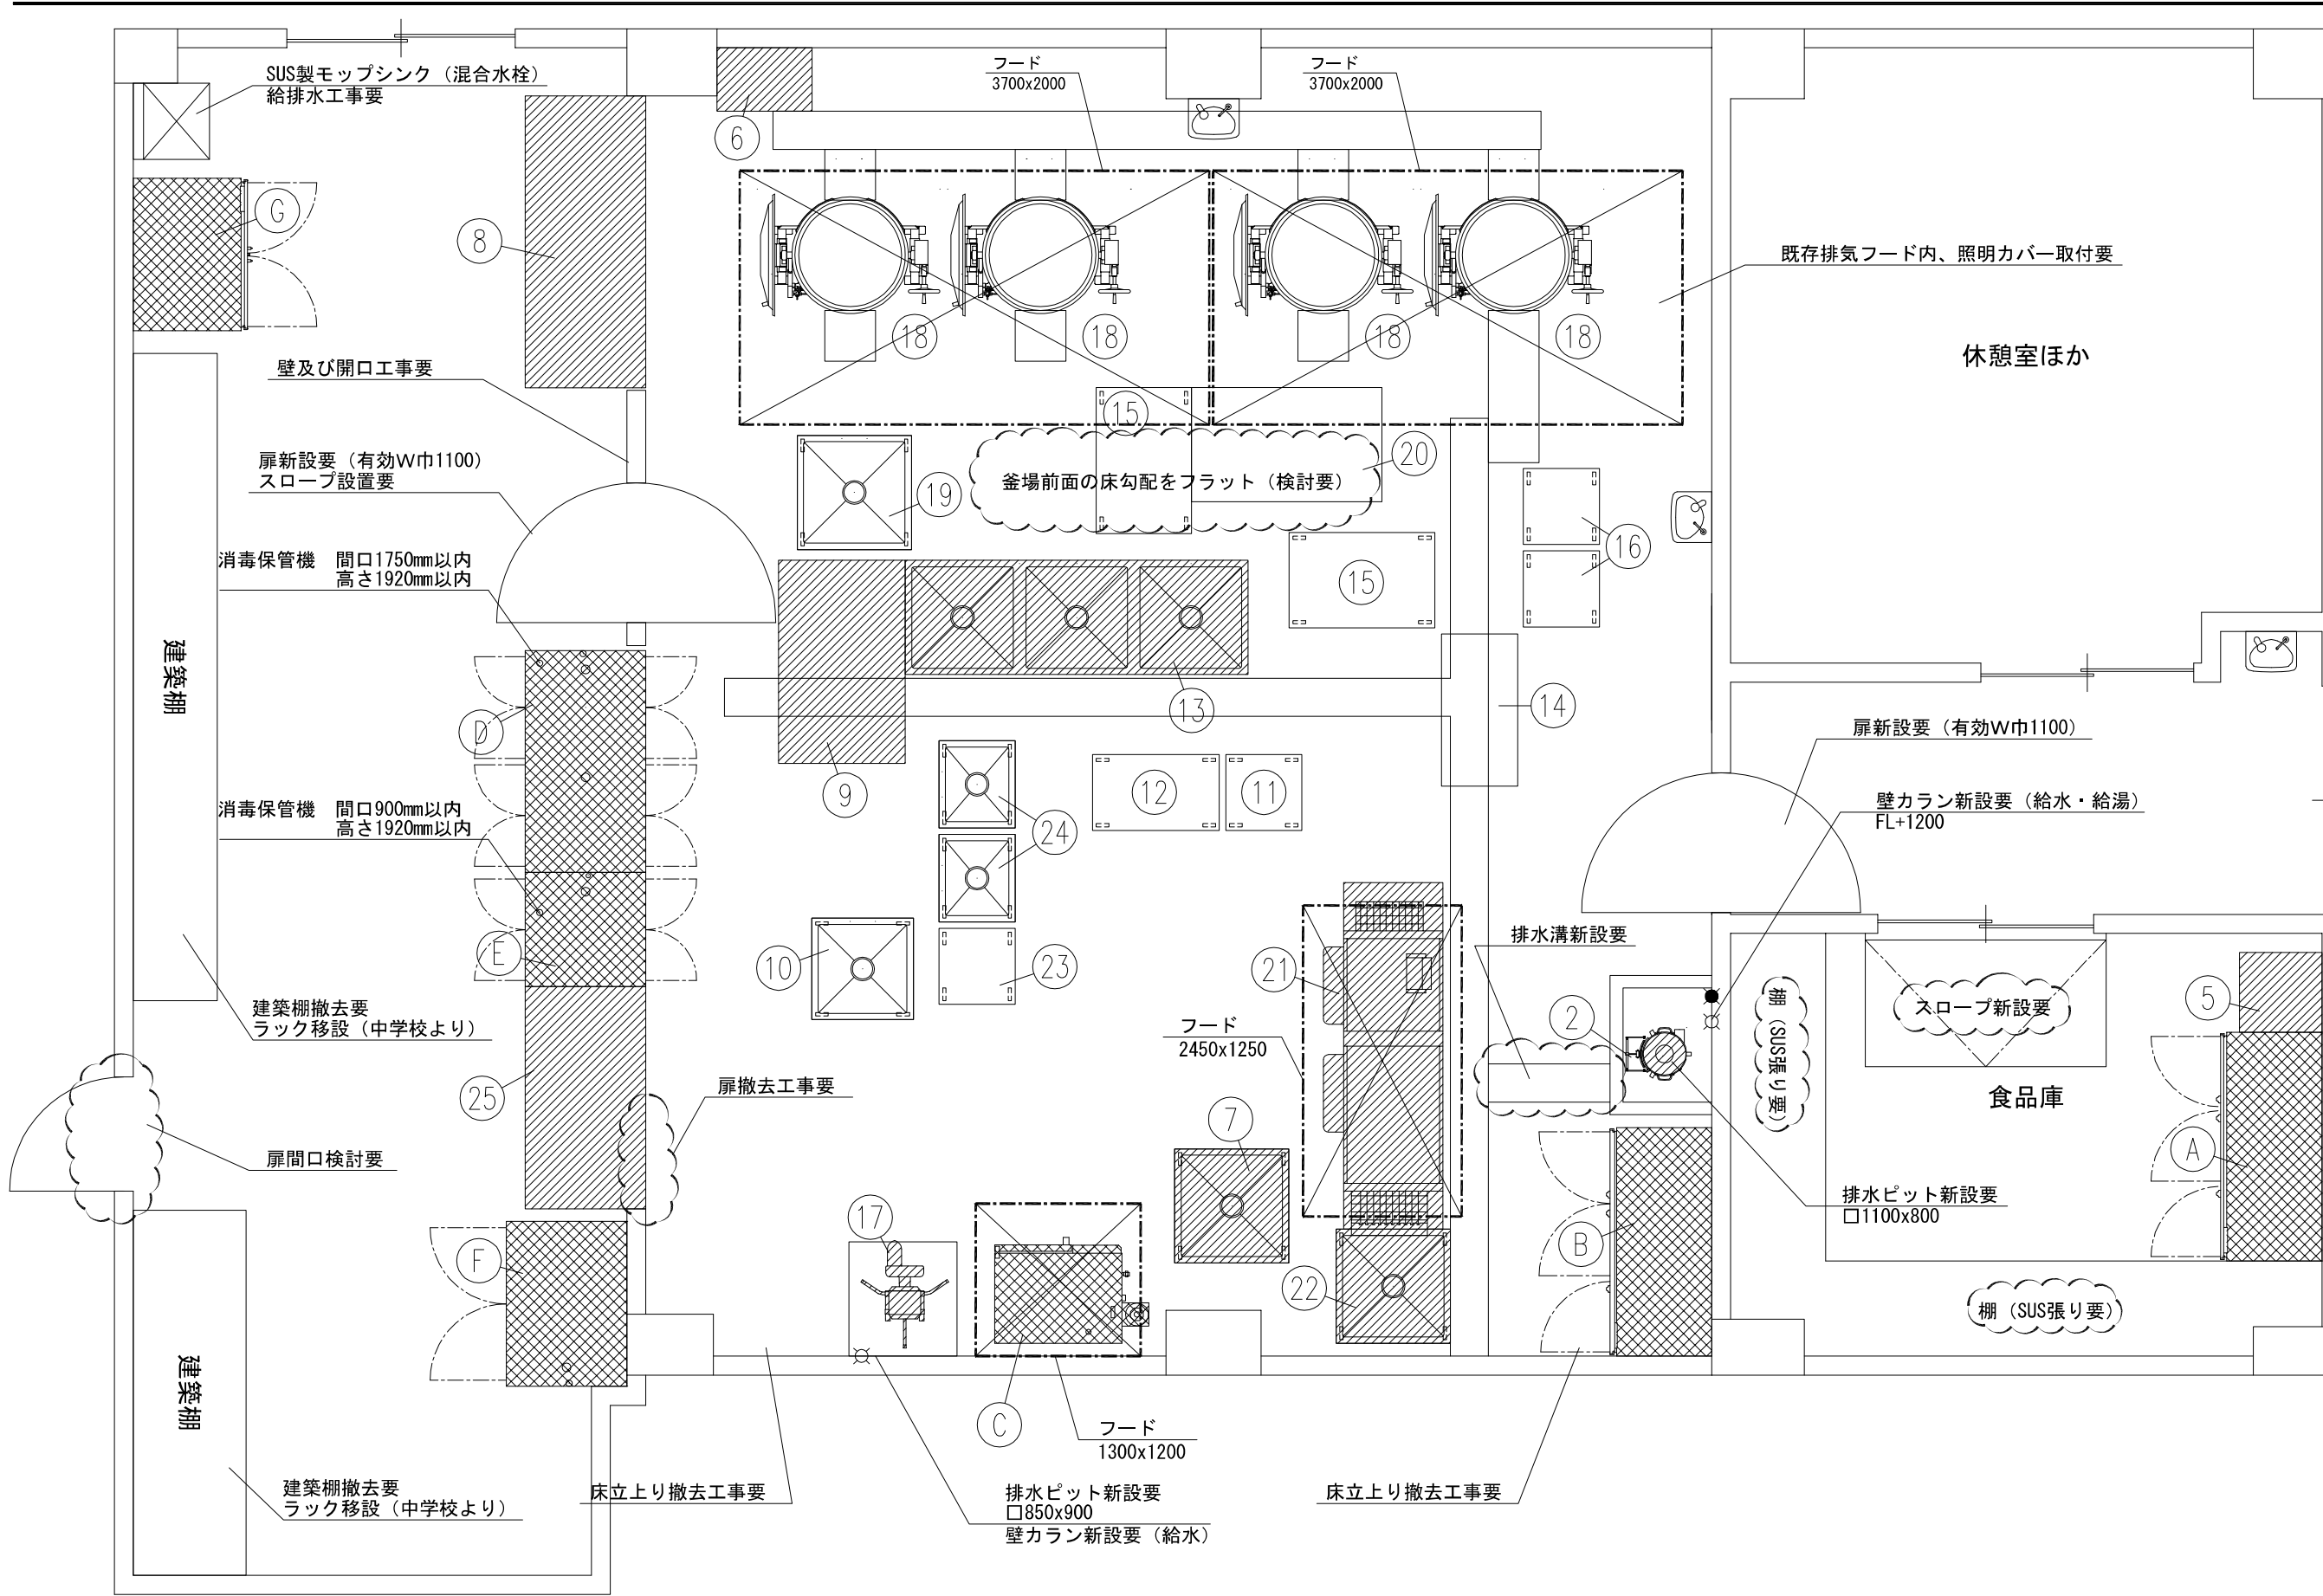 フード
3700x2000
フード
3700x2000
SUS製モップシンク（混合水栓）
給排水工事要
6
G
8
既存排気フード内、照明カバー取付要
18
18
18
18
休憩室ほか
壁及び開口工事要
15
20
扉新設要（有効W巾1100）
スロープ設置要
釜場前面の床勾配をフラット（検討要）
19
16
消毒保管機　間口1750mm以内
高さ1920mm以内
15
建築棚
D
13
14
扉新設要（有効W巾1100）
9
12
11
消毒保管機　間口900mm以内
高さ1920mm以内
24
壁カラン新設要（給水・給湯）
FL+1200
E
10
23
21
排水溝新設要
棚（SUS張り要）
スロープ新設要
5
建築棚撤去要
ラック移設（中学校より）
フード
2450x1250
2
25
扉撤去工事要
食品庫
7
A
扉間口検討要
排水ピット新設要
□1100x800
17
F
B
22
棚（SUS張り要）
建築棚
C
フード
1300x1200
建築棚撤去要
ラック移設（中学校より）
床立上り撤去工事要
排水ピット新設要
□850x900
壁カラン新設要（給水）
床立上り撤去工事要